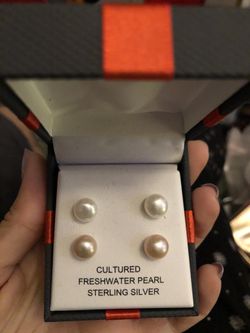 CULTURED
FRESHWATER PEARL
STERLING SILVER